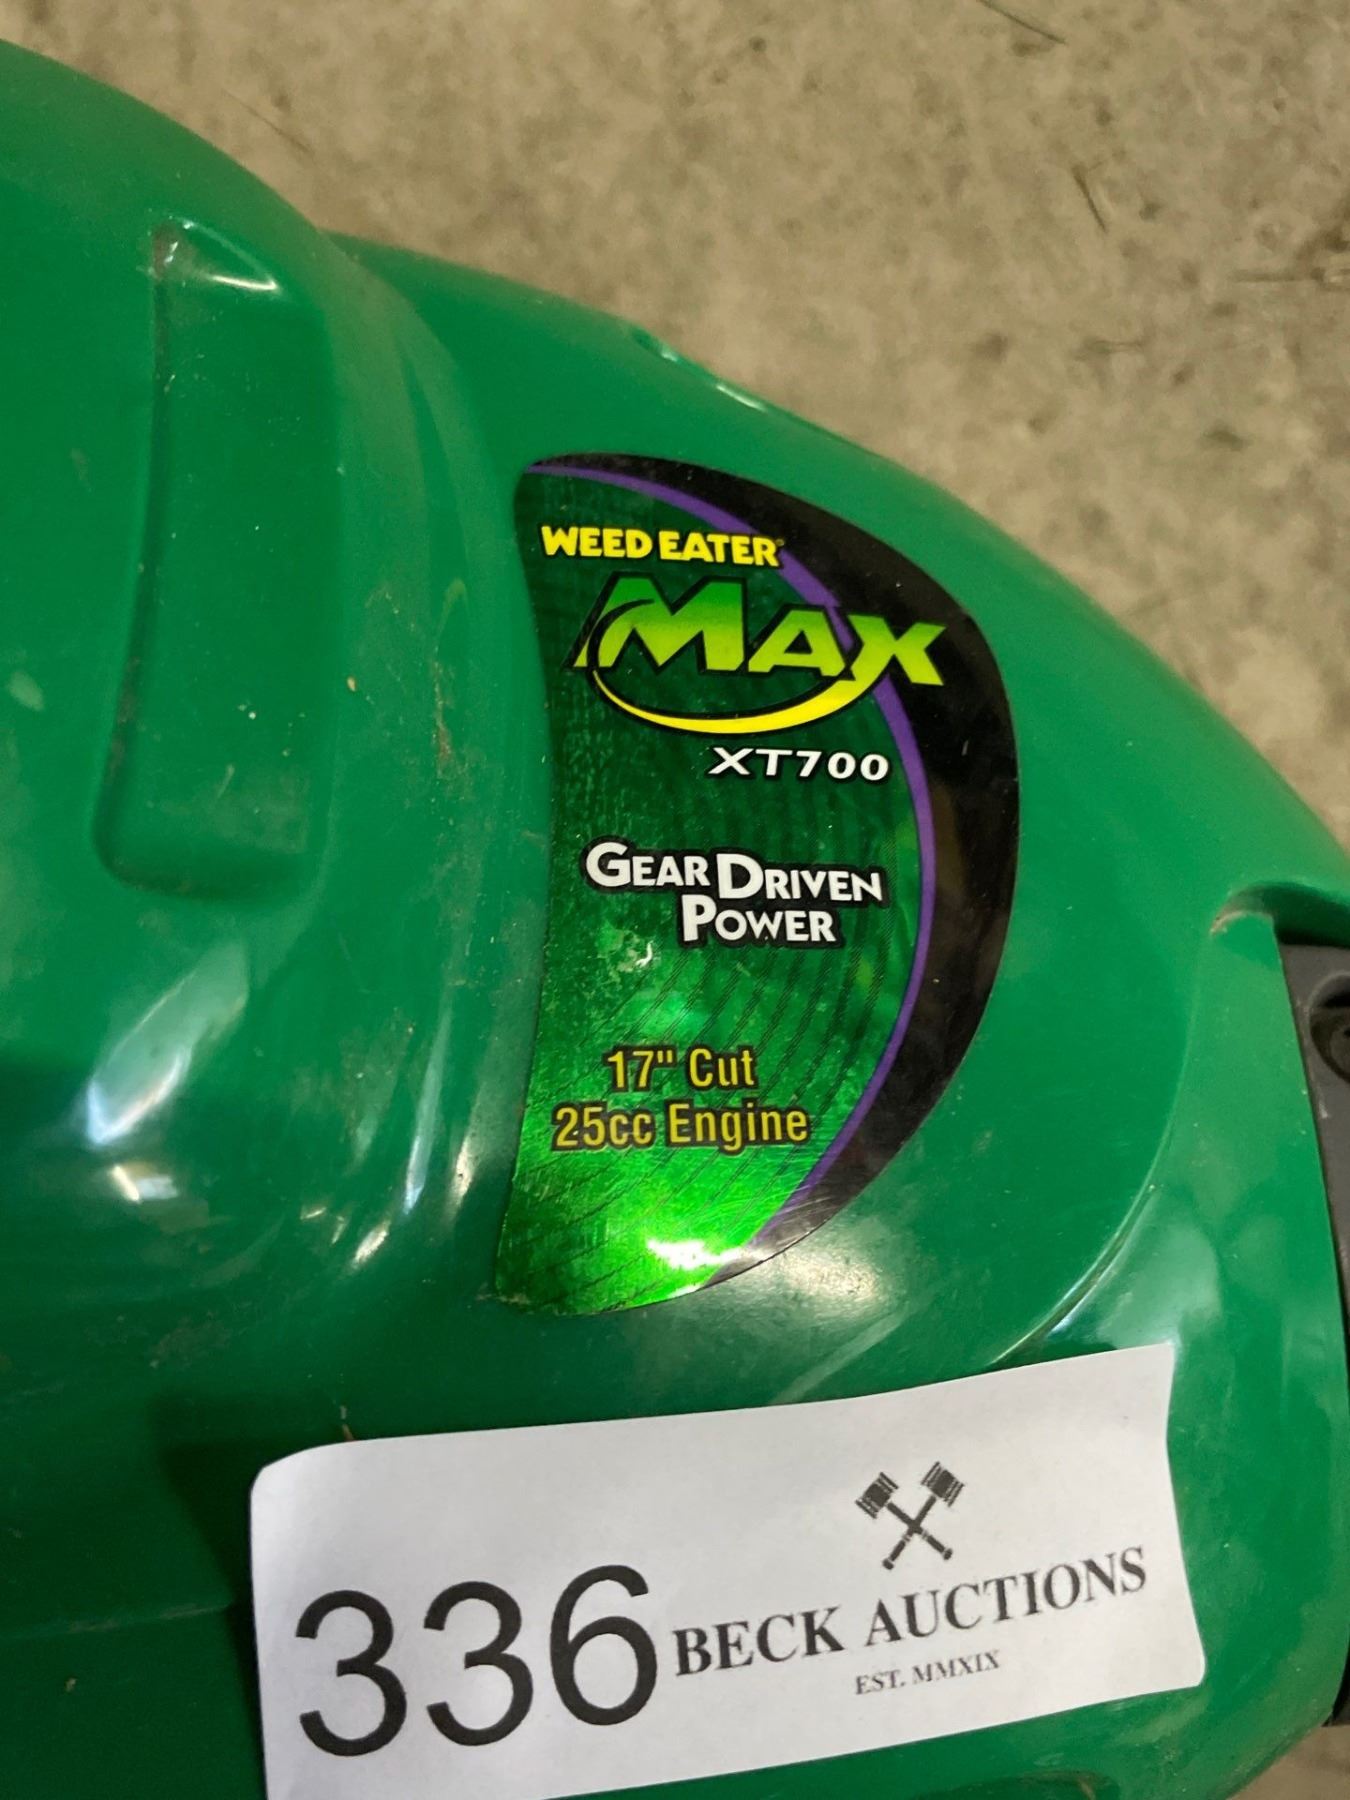 WEED EATER®
MAX
XT700
GEAR DRIVEN
POWER
17" Cut
25cc Engine
336
BECK AUCTIONS
EST. MMXIX